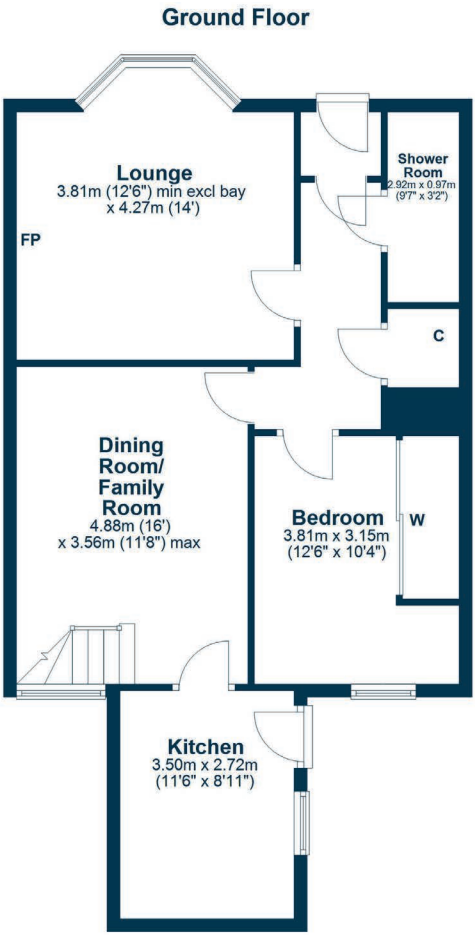 Ground Floor
Lounge
3.81m (12'6") min excl bay
x 4.27m (14')
FP
Shower
Room
2.92m x 0.97m
(9'7" x 3'2")
C
Dining
Room/
Family
Room
4.88m (16')
x 3.56m (11'8") max
Bedroom
3.81m x 3.15m
(12'6" x 10'4")
W
Kitchen
3.50m x 2.72m
(11'6" x 8'11")